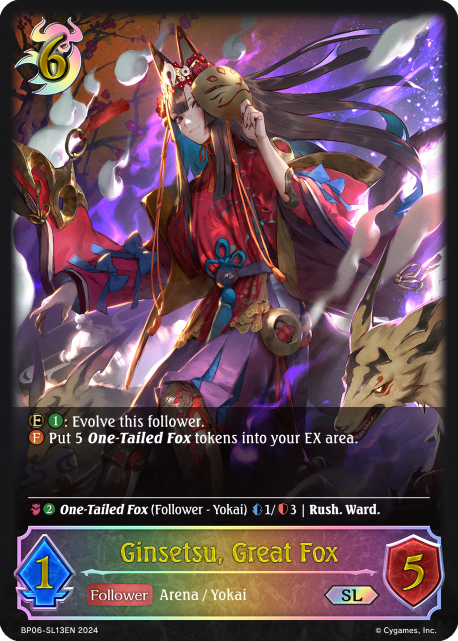 6
E 1 : Evolve this follower.
F Put 5 One-Tailed Fox tokens into your EX area.
2 One-Tailed Fox (Follower - Yokai) 1/ 3 | Rush. Ward.
Ginsetsu, Great Fox
1
Follower Arena / Yokai
SL
5
BP06-SL13EN 2024
© Cygames, Inc.